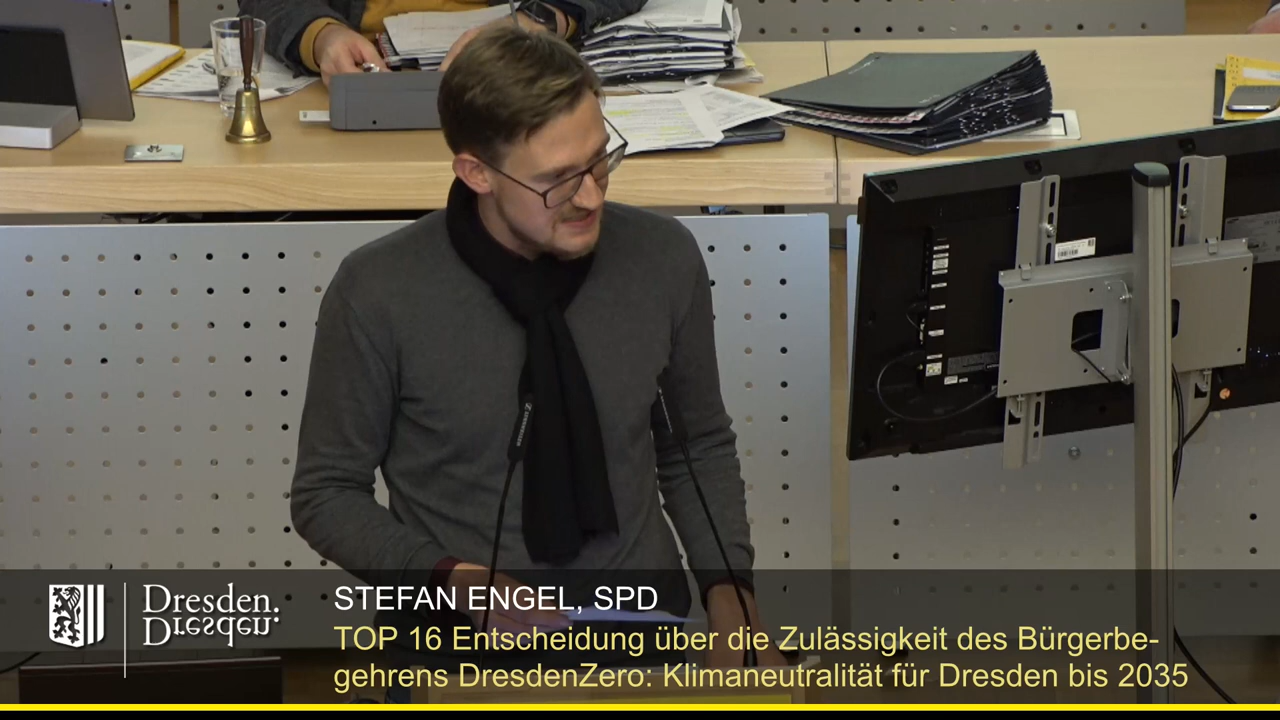 Dresden.
Dresden.
STEFAN ENGEL, SPD
TOP 16 Entscheidung über die Zulässigkeit des Bürgerbe-
gehrens DresdenZero: Klimaneutralität für Dresden bis 2035